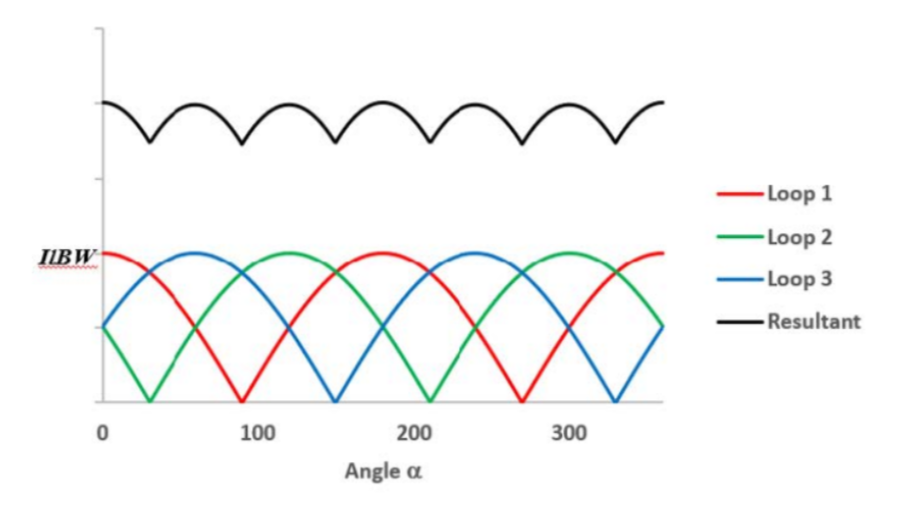 IlBW
Loop 1
Loop 2
Loop 3
Resultant
0 100 200 300
Angle α